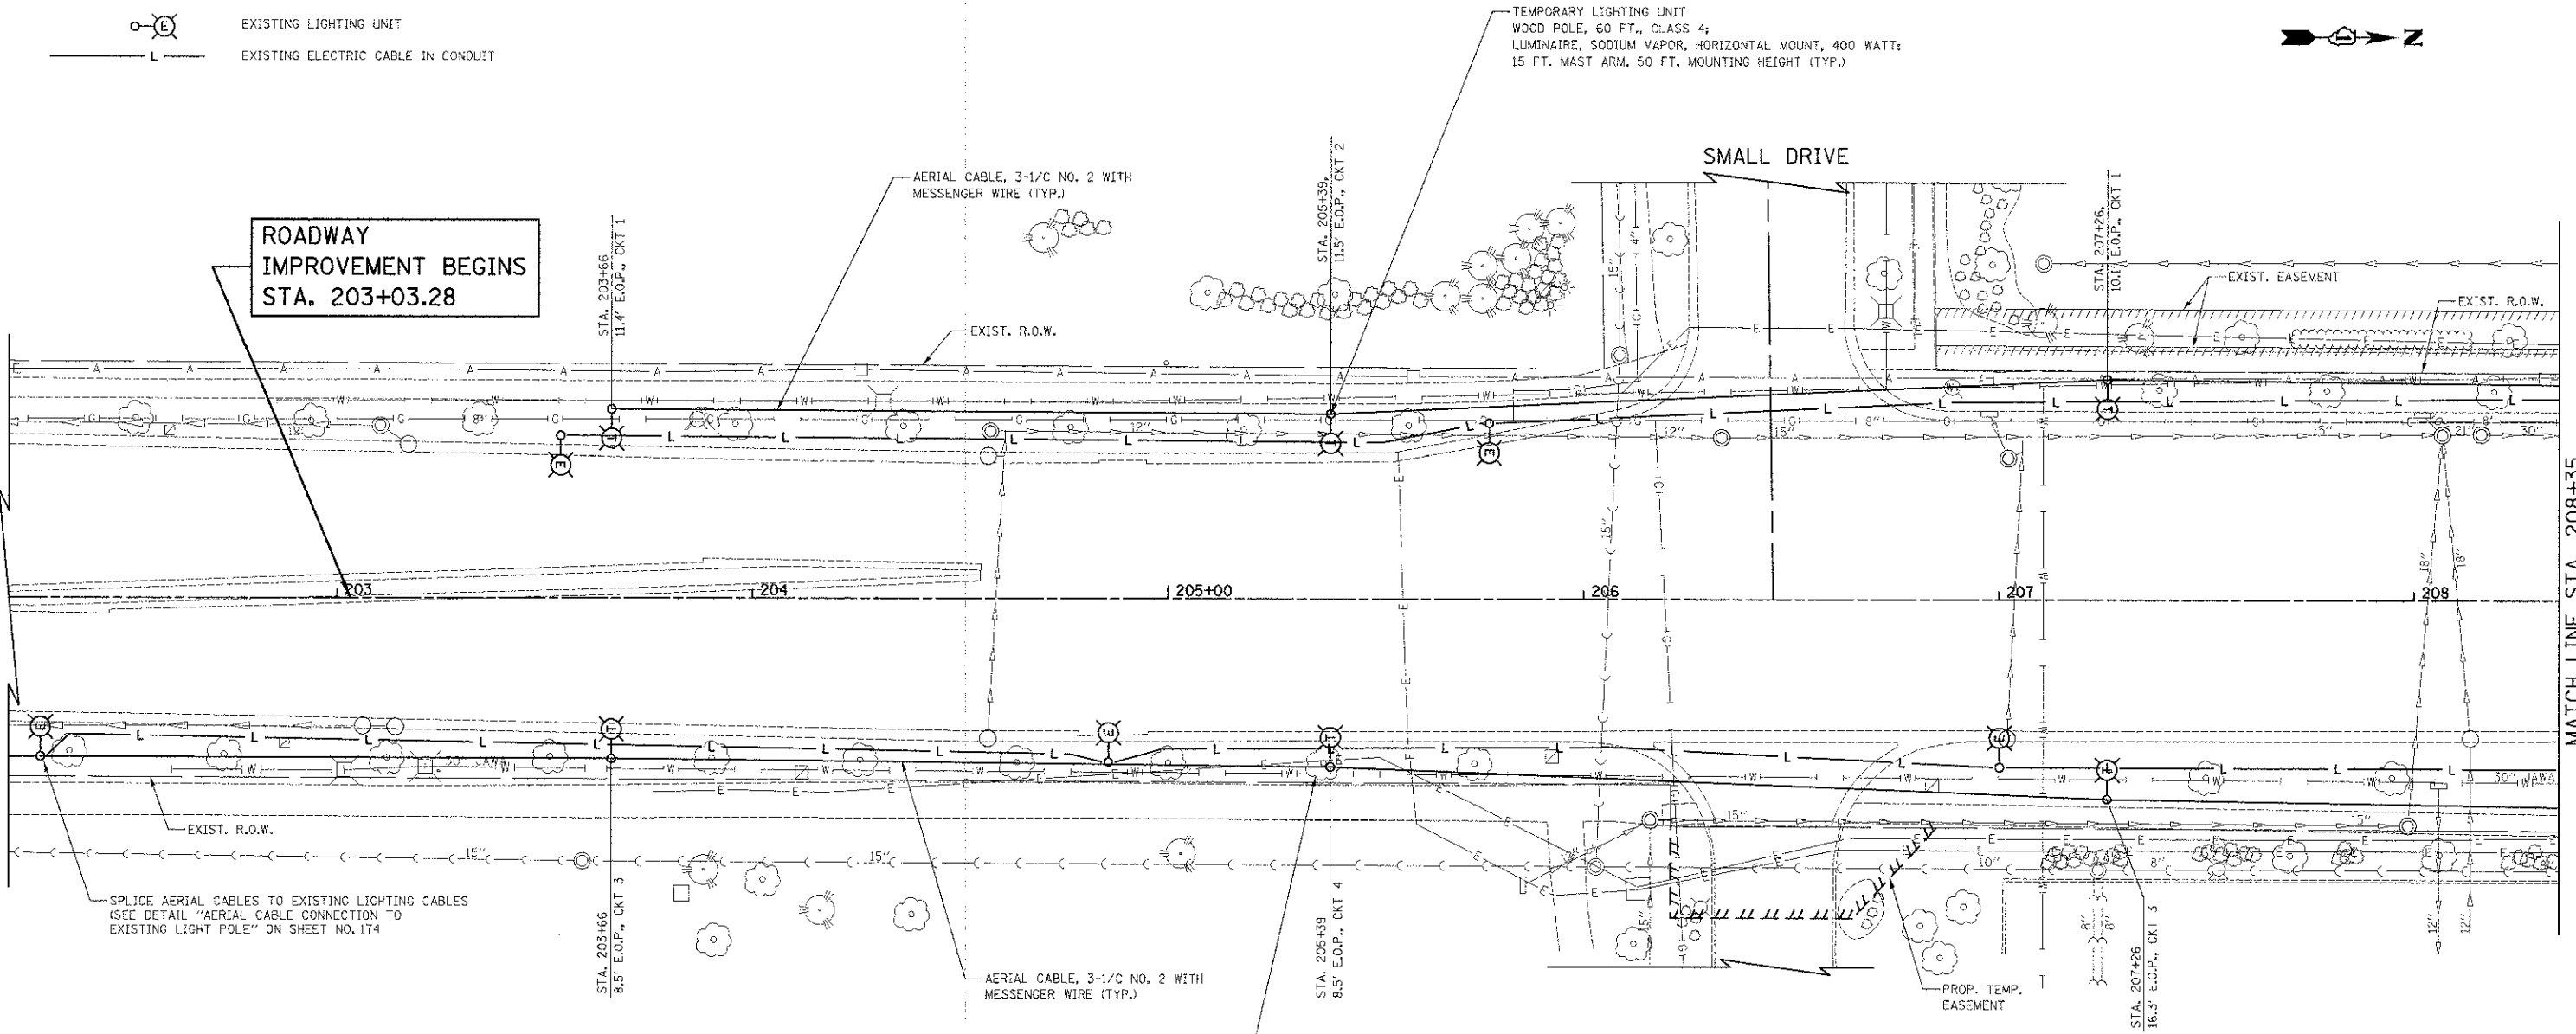 EXISTING LIGHTING UNIT
EXISTING ELECTRIC CABLE IN CONDUIT
TEMPORARY LIGHTING UNIT
WOOD POLE, 60 FT., CLASS 4;
LUMINAIRE, SODIUM VAPOR, HORIZONTAL MOUNT, 400 WATT;
15 FT. MAST ARM, 50 FT. MOUNTING HEIGHT (TYP.)
N
SMALL DRIVE
AERIAL CABLE, 3-1/C NO. 2 WITH
MESSENGER WIRE (TYP.)
ROADWAY
IMPROVEMENT BEGINS
STA. 203+03.28
STA. 203+66
11.4' E.O.P., CKT 1
STA. 205+39,
11.5' E.O.P., CKT 2
STA. 207+26,
10.1' E.O.P., CKT 1
EXIST. R.O.W.
EXIST. EASEMENT
EXIST. R.O.W.
203
204
205+00
206
207
208
MATCH LINE STA. 208+35
EXIST. R.O.W.
SPLICE AERIAL CABLES TO EXISTING LIGHTING CABLES
(SEE DETAIL "AERIAL CABLE CONNECTION TO
EXISTING LIGHT POLE" ON SHEET NO. 174
STA. 203+66
8.5' E.O.P., CKT 3
AERIAL CABLE, 3-1/C NO. 2 WITH
MESSENGER WIRE (TYP.)
STA. 205+39
8.5' E.O.P., CKT 4
PROP. TEMP.
EASEMENT
STA. 207+26
16.3' E.O.P., CKT 3